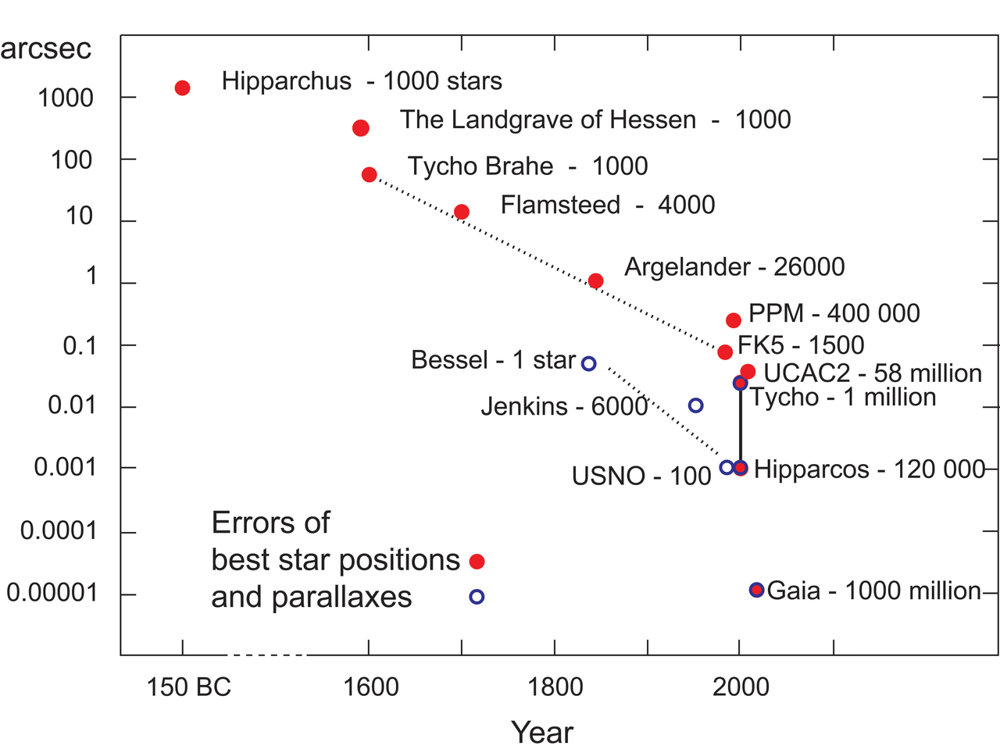 arcsec
Hipparchus - 1000 stars
1000
The Landgrave of Hessen - 1000
100
Tycho Brahe - 1000
Flamsteed - 4000
10
Argelander - 26000
1
PPM - 400 000
0.1
FK5 - 1500
Bessel - 1 star
UCAC2 - 58 million
Tycho - 1 million
0.01
Jenkins - 6000
0.001
USNO - 100
Hipparcos - 120 000
0.0001
Errors of
best star positions
and parallaxes
0.00001
Gaia - 1000 million
150 BC 1600 1800 2000
Year